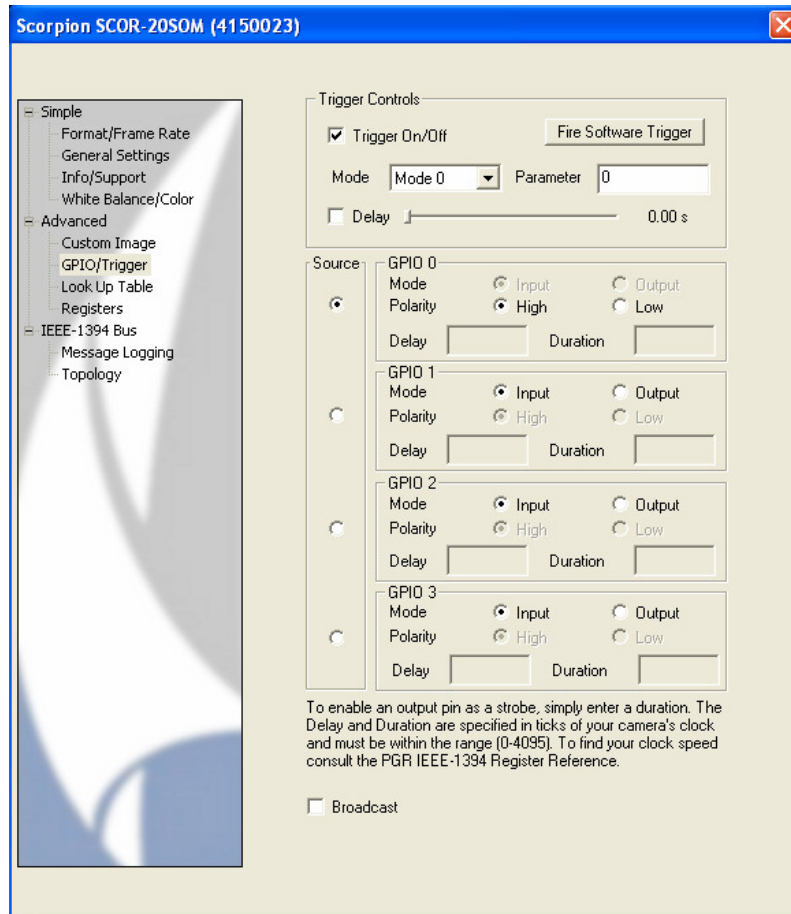 Scorpion SCOR-20SOM (4150023)
Simple
Format/Frame Rate
General Settings
Info/Support
White Balance/Color
Advanced
Custom Image
GPIO/Trigger
Look Up Table
Registers
IEEE-1394 Bus
Message Logging
Topology
Trigger Controls
Trigger On/Off Fire Software Trigger
Mode Mode 0 Parameter 0
Delay 0.00 s
Source
GPIO 0
Mode Input Output
Polarity High Low
Delay Duration
GPIO 1
Mode Input Output
Polarity High Low
Delay Duration
GPIO 2
Mode Input Output
Polarity High Low
Delay Duration
GPIO 3
Mode Input Output
Polarity High Low
Delay Duration
To enable an output pin as a strobe, simply enter a duration. The
Delay and Duration are specified in ticks of your camera's clock
and must be within the range (0-4095). To find your clock speed
consult the PGR IEEE-1394 Register Reference.
Broadcast